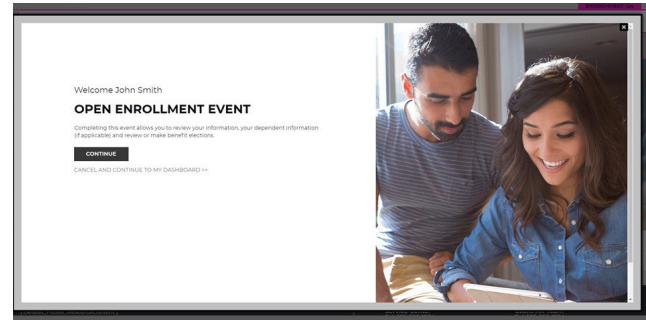 Welcome John Smith
OPEN ENROLLMENT EVENT
Completing this event allows you to review your information, your dependent information
(if applicable) and review or make benefit elections.
CONTINUE
CANCEL AND CONTINUE TO MY DASHBOARD >>